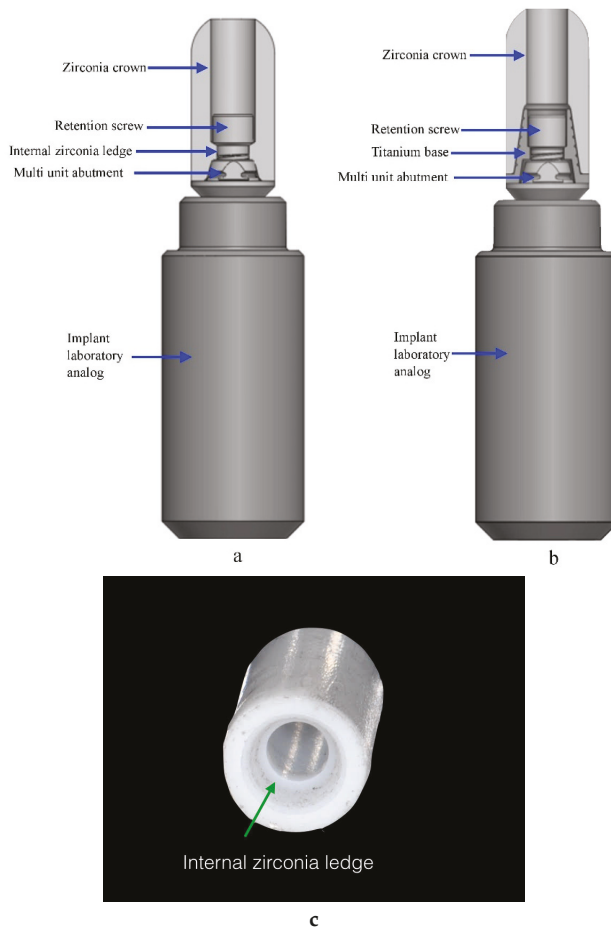 Zirconia crown
Retention screw
Internal zirconia ledge
Multi unit abutment
Implant
laboratory
analog
a
Zirconia crown
Retention screw
Titanium base
Multi unit abutment
Implant
laboratory
analog
b
Internal zirconia ledge
c